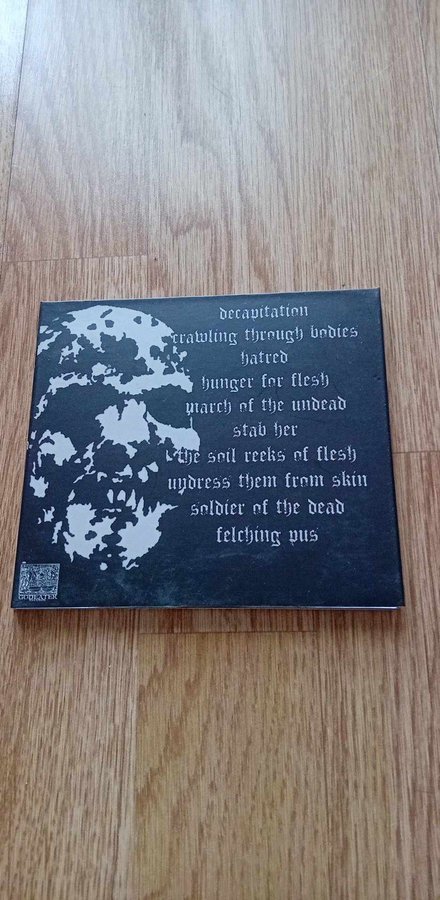 decapitation
crawling through bodies
hatred
hunger for flesh
march of the undead
stab her
the soil reeks of flesh
undress them from skin
soldier of the dead
felching pus
GODEATER